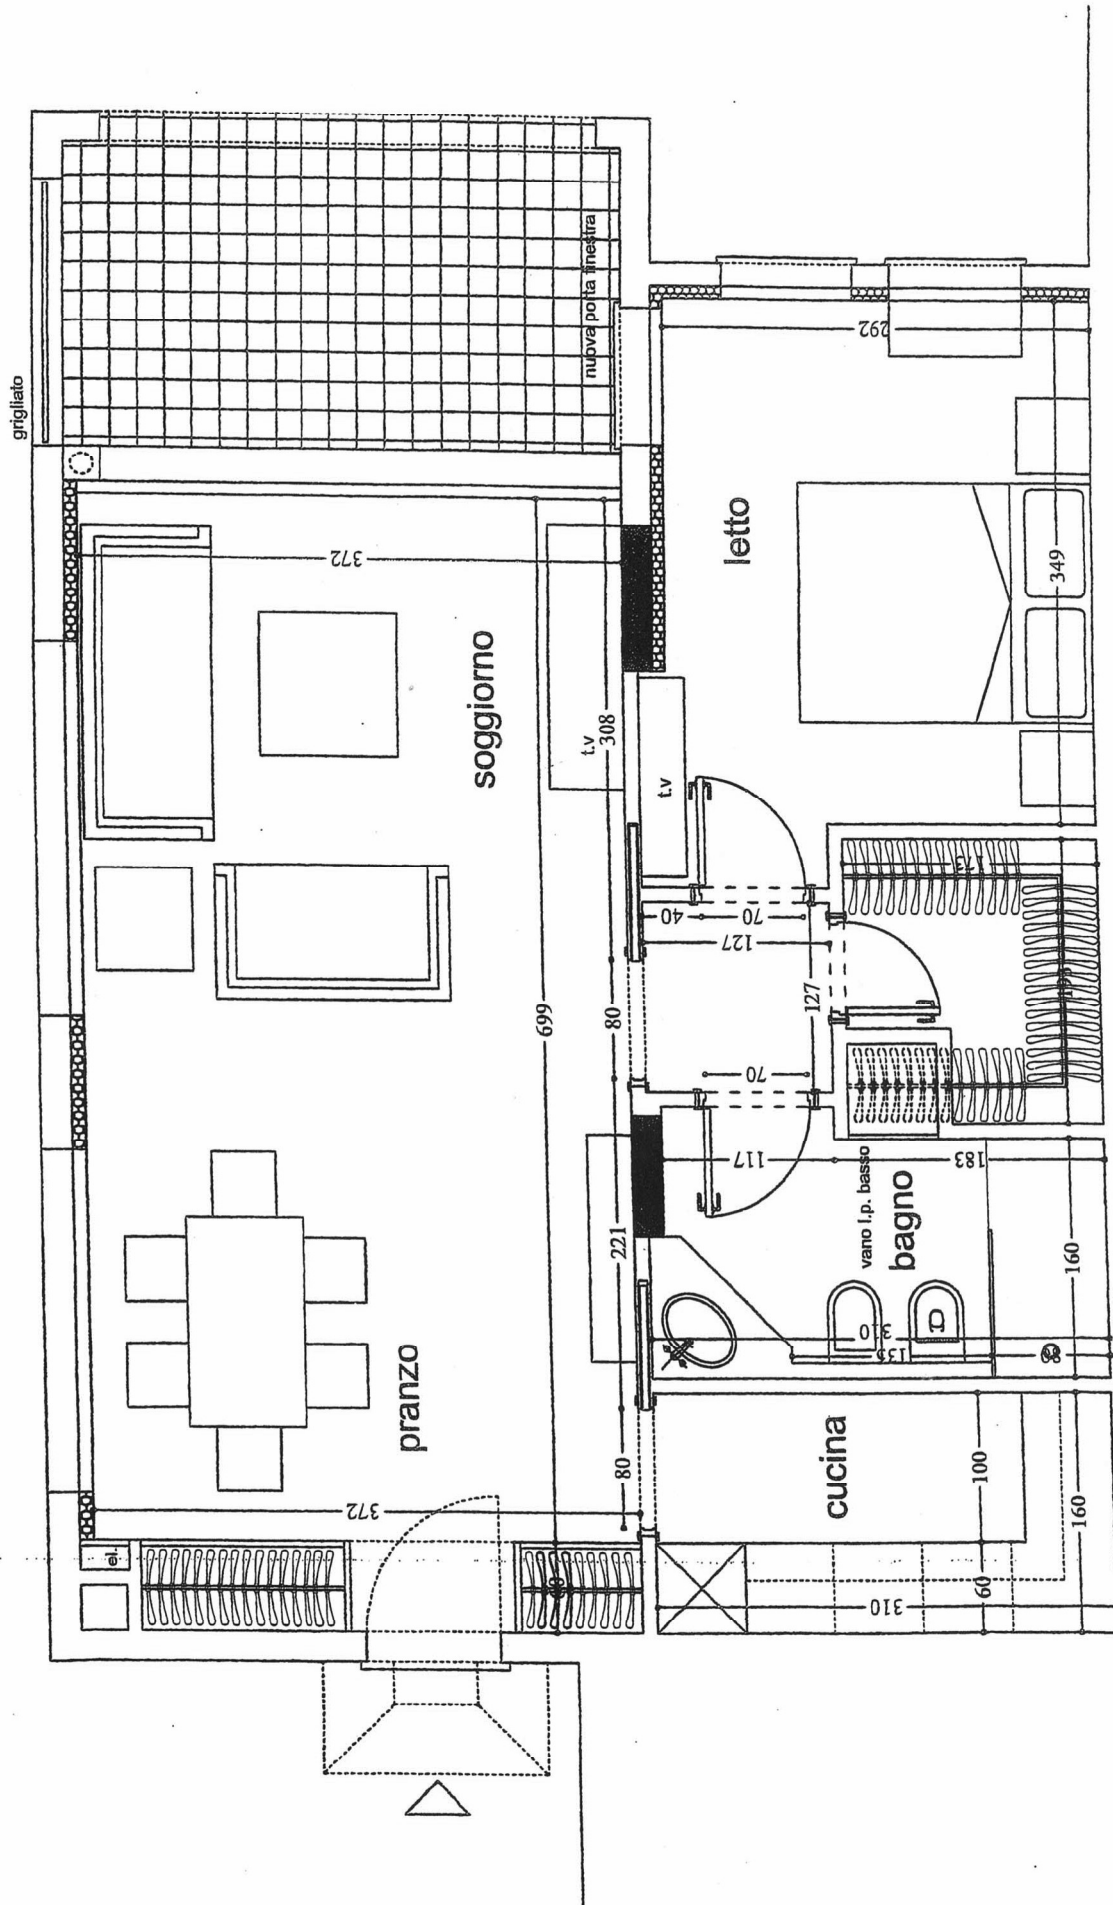 grigliato
nuova porta finestra
292
372
letto
349
soggiorno
t.v
308
t.v
173
40
70
127
699
80
127
70
117
183
vano l.p. basso
bagno
221
160
310
135
pranzo
cucina
80
100
372
160
el.
60
310